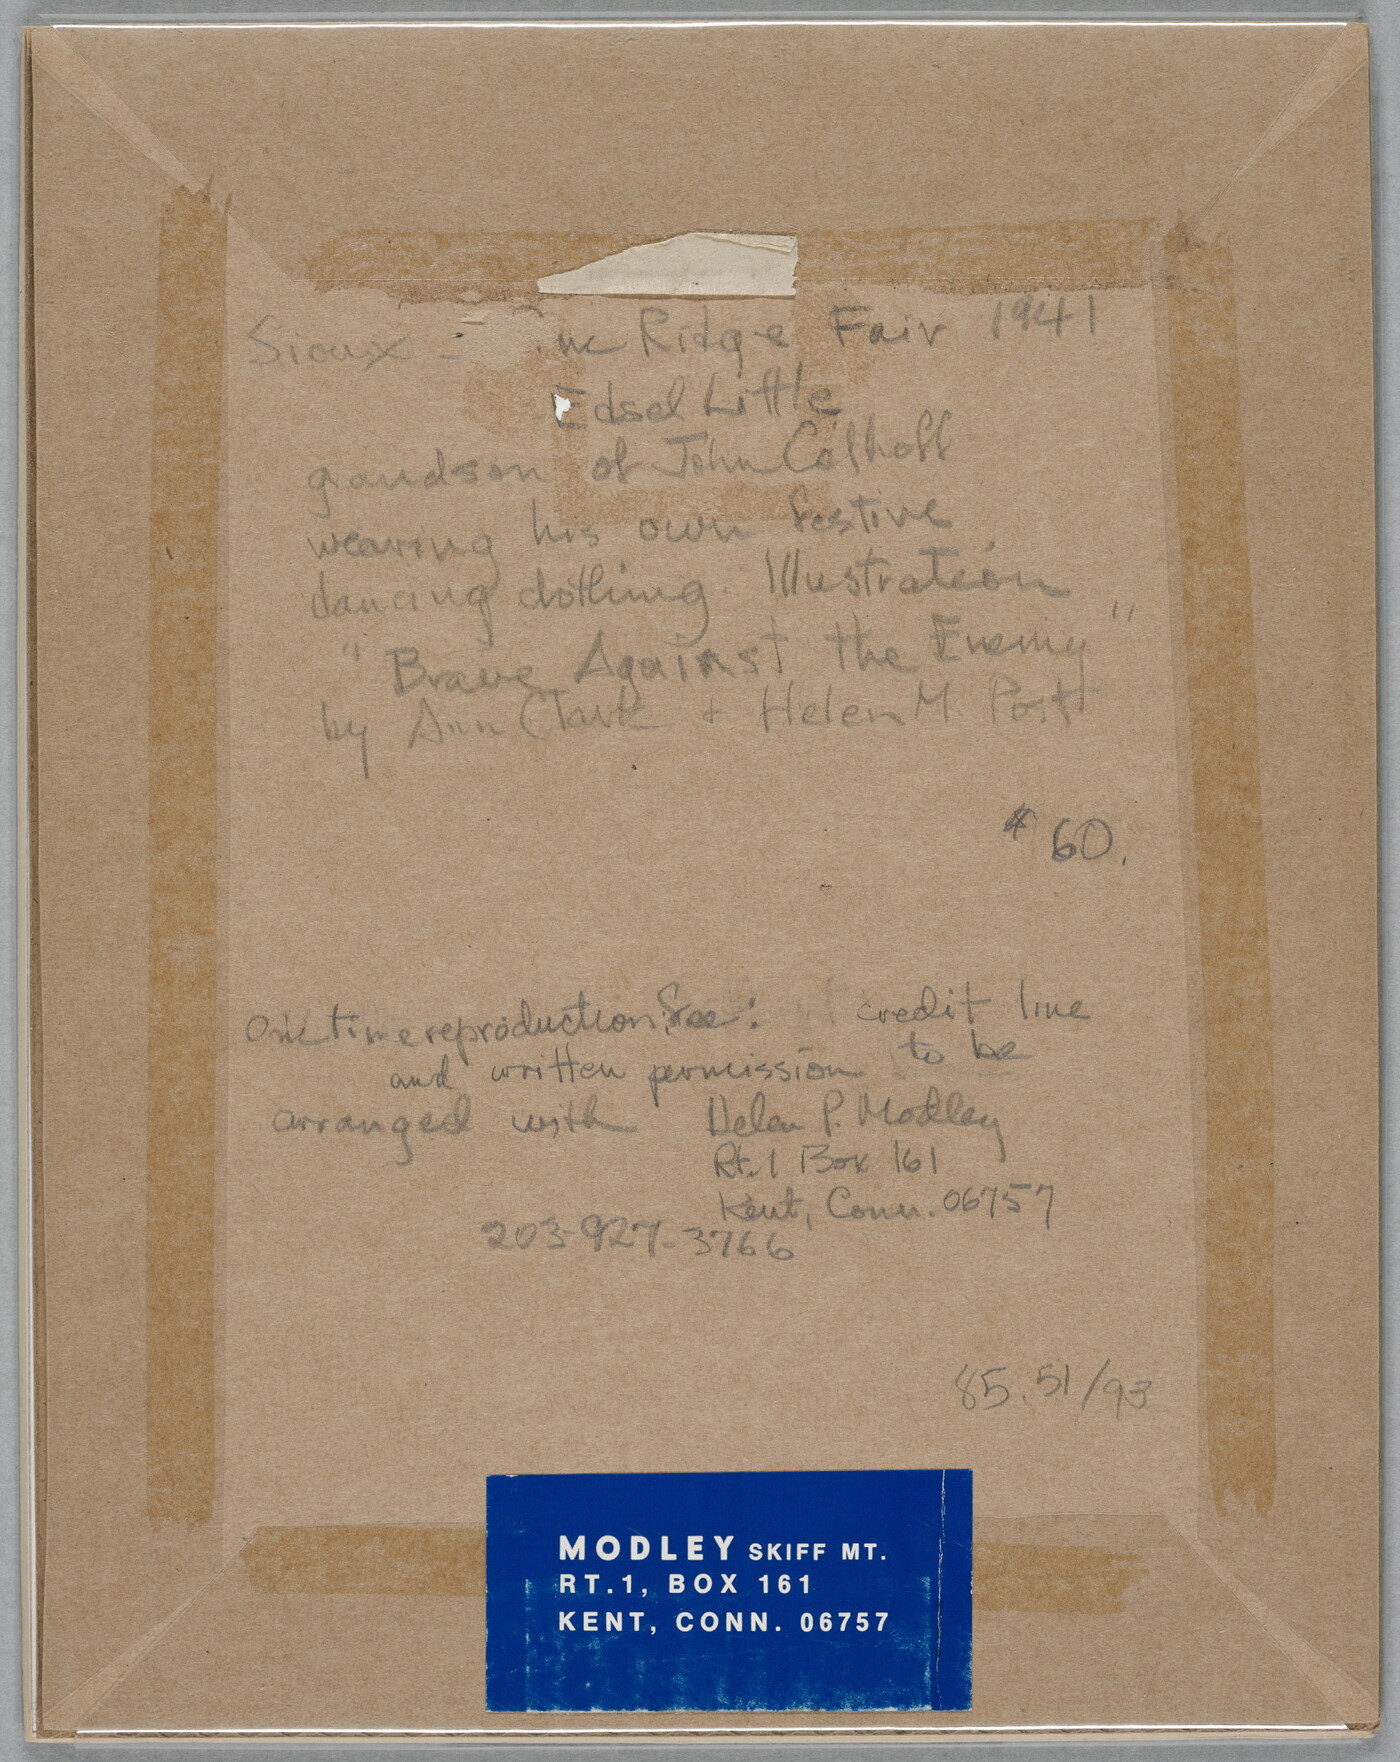 Sioux - Pine Ridge Fair 1941
Edsel Little
grandson of John Colhoff
wearing his own festive
dancing clothing. Illustration
"Brave Against the Enemy"
by Ann Clark + Helen M Post
$60.
One time reproduction fee: credit line
and written permission to be
arranged with Helen P. Modley
Rt. 1 Box 161
Kent, Conn. 06757
203-927-3766
85.51/93
MODLEY SKIFF MT.
RT.1, BOX 161
KENT, CONN. 06757